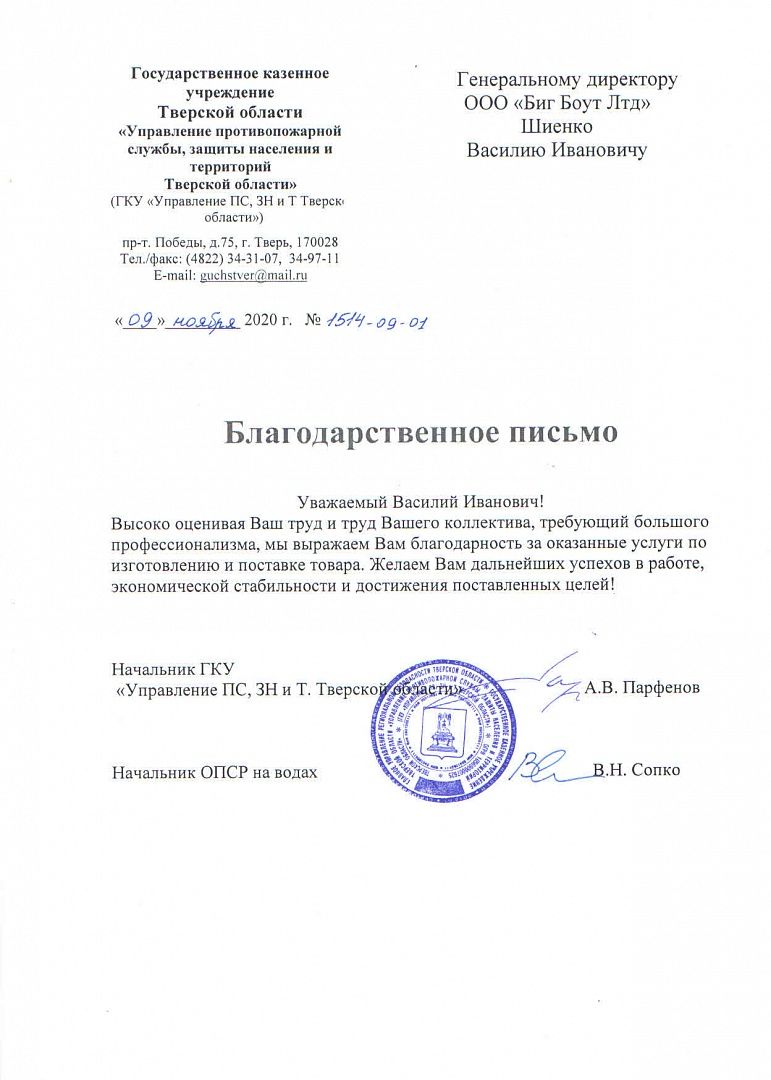 Государственное казенное
учреждение
Тверской области
«Управление противопожарной
службы, защиты населения и
территорий
Тверской области»
(ГКУ «Управление ПС, ЗН и Т Тверск
области»)
пр-т. Победы, д.75, г. Тверь, 170028
Тел./факс: (4822) 34-31-07, 34-97-11
E-mail: guchstver@mail.ru
«09» ноября 2020 г. № 1514-09-01
Генеральному директору
ООО «Биг Боут Лтд»
Шиенко
Василию Ивановичу
Благодарственное письмо
Уважаемый Василий Иванович!
Высоко оценивая Ваш труд и труд Вашего коллектива, требующий большого
профессионализма, мы выражаем Вам благодарность за оказанные услуги по
изготовлению и поставке товара. Желаем Вам дальнейших успехов в работе,
экономической стабильности и достижения поставленных целей!
Начальник ГКУ
«Управление ПС, ЗН и Т. Тверской области» А.В. Парфенов
Начальник ОПСР на водах В.Н. Сопко